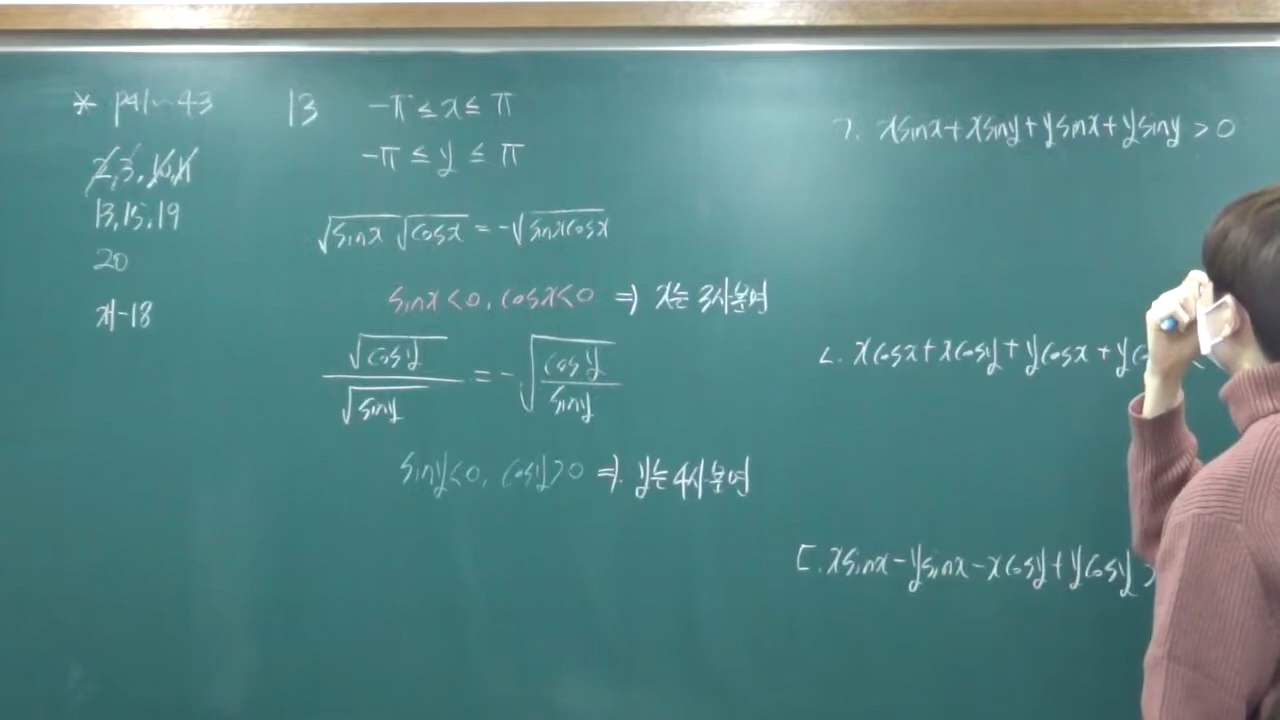 * p41~43
2, 3, 10, 11
13, 15, 19
20
자-18
13
-π ≤ x ≤ π
-π ≤ y ≤ π
√sinx √cosx = -√sinxcosx
sinx<0, cosx<0 ⇒ x는 3사분면
√cosy / √siny = -√(cosy/siny)
siny<0, cosy>0 ⇒ y는 4사분면
ㄱ. xsinx+xsiny+ysinx+ysiny>0
ㄴ. xcosx+xcosy+ycosx+yc
ㄷ. xsinx-ysinx-xcosy+ycosy>